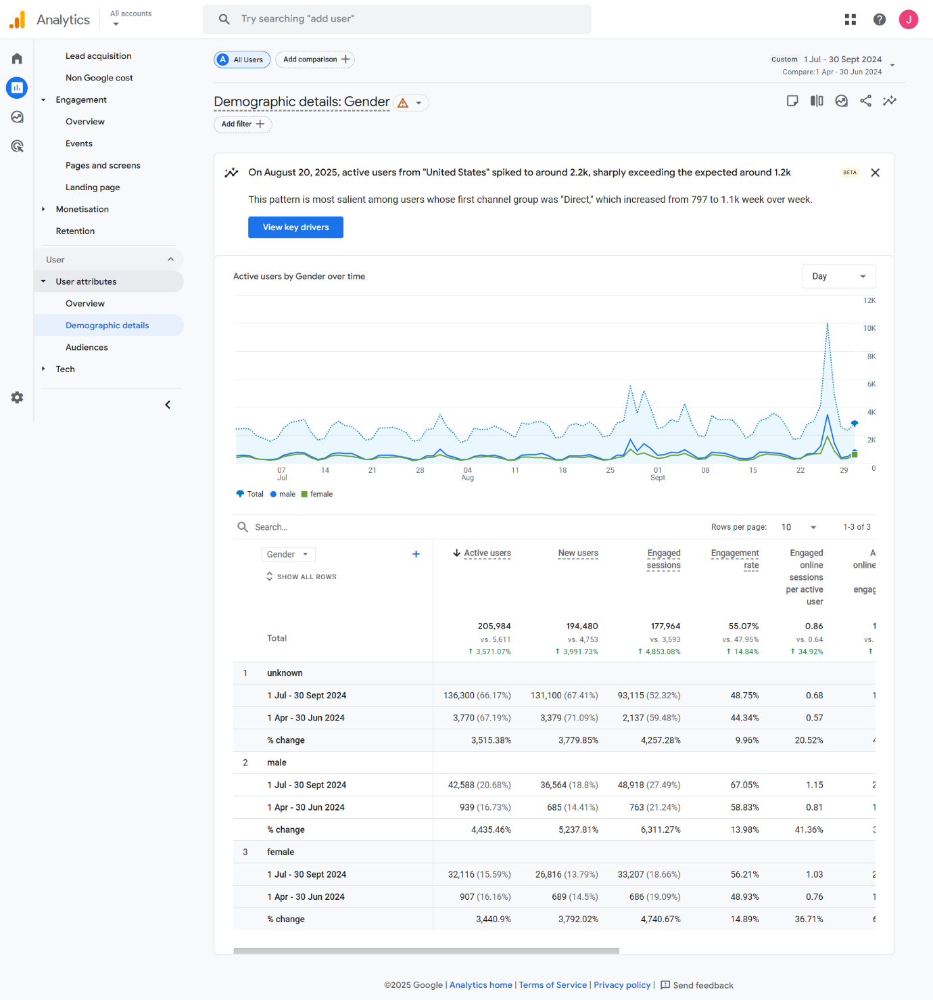 Analytics
All accounts
Try searching "add user"
J
Lead acquisition
Non Google cost
Engagement
Overview
Events
Pages and screens
Landing page
Monetisation
Retention
User
User attributes
Overview
Demographic details
Audiences
Tech
A All Users
Add comparison
Custom 1 Jul - 30 Sept 2024
Compare:1 Apr - 30 Jun 2024
Demographic details: Gender
Add filter
On August 20, 2025, active users from "United States" spiked to around 2.2k, sharply exceeding the expected around 1.2k
BETA
This pattern is most salient among users whose first channel group was "Direct," which increased from 797 to 1.1k week over week.
View key drivers
Active users by Gender over time
Day
12K
10K
8K
6K
4K
2K
0
07 14 21 28 04 11 18 25 01 08 15 22 29
Jul Aug Sept
Total male female
Search...
Rows per page: 10 1-3 of 3
Gender
SHOW ALL ROWS
Active users
New users
Engaged
sessions
Engagement
rate
Engaged
online
sessions
per active
user
A
online
engag
205,984 194,480 177,964 55.07% 0.86 1
Total vs. 5,611 vs. 4,753 vs. 3,593 vs. 47.95% vs. 0.64 vs.
3,571.07% 3,991.73% 4,853.08% 14.84% 34.92%
1 unknown
1 Jul - 30 Sept 2024 136,300 (66.17%) 131,100 (67.41%) 93,115 (52.32%) 48.75% 0.68 1
1 Apr - 30 Jun 2024 3,770 (67.19%) 3,379 (71.09%) 2,137 (59.48%) 44.34% 0.57
% change 3,515.38% 3,779.85% 4,257.28% 9.96% 20.52%
2 male
1 Jul - 30 Sept 2024 42,588 (20.68%) 36,564 (18.8%) 48,918 (27.49%) 67.05% 1.15 2
1 Apr - 30 Jun 2024 939 (16.73%) 685 (14.41%) 763 (21.24%) 58.83% 0.81 1
% change 4,435.46% 5,237.81% 6,311.27% 13.98% 41.36% 3
3 female
1 Jul - 30 Sept 2024 32,116 (15.59%) 26,816 (13.79%) 33,207 (18.66%) 56.21% 1.03 2
1 Apr - 30 Jun 2024 907 (16.16%) 689 (14.5%) 686 (19.09%) 48.93% 0.76 1
% change 3,440.9% 3,792.02% 4,740.67% 14.89% 36.71% 6
©2025 Google | Analytics home | Terms of Service | Privacy policy | Send feedback